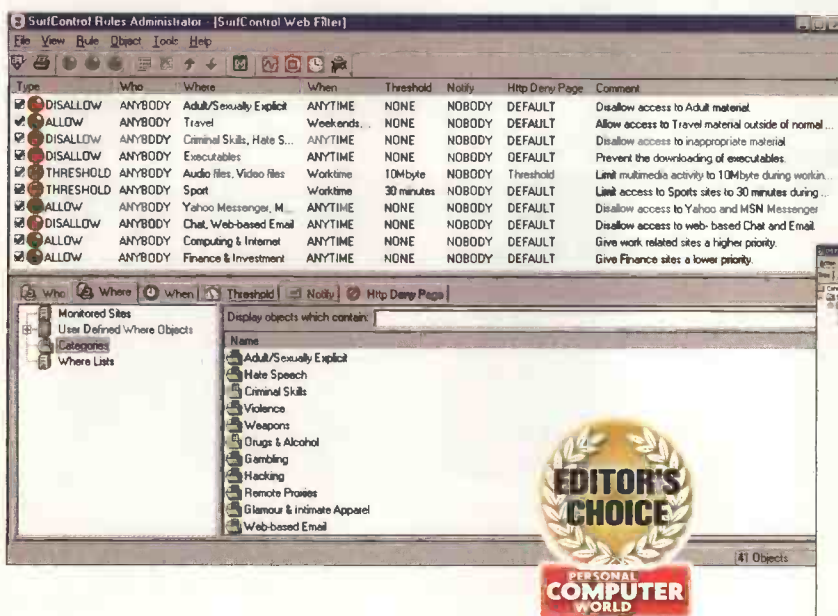 SurfControl Rules Administrator - [SurfControl Web Filter]
File View Rule Object Tools Help
Type Who Where When Threshold Notify Http Deny Page Comment
DISALLOW ANYBODY Adult/Sexually Explicit ANYTIME NONE NOBODY DEFAULT Disallow access to Adult material.
ALLOW ANYBODY Travel Weekends,... NONE NOBODY DEFAULT Allow access to Travel material outside of normal ...
DISALLOW ANYBODY Criminal Skills, Hate S... ANYTIME NONE NOBODY DEFAULT Disallow access to inappropriate material
DISALLOW ANYBODY Executables ANYTIME NONE NOBODY DEFAULT Prevent the downloading of executables.
THRESHOLD ANYBODY Audio files, Video files Worktime 10Mbyte NOBODY Threshold Limit multimedia activity to 10Mbyte during workin...
THRESHOLD ANYBODY Sport Worktime 30 minutes NOBODY DEFAULT Limit access to Sports sites to 30 minutes during ...
ALLOW ANYBODY Yahoo Messenger, M... ANYTIME NONE NOBODY DEFAULT Disallow access to Yahoo and MSN Messenger
DISALLOW ANYBODY Chat, Web-based Email ANYTIME NONE NOBODY DEFAULT Disallow access to web- based Chat and Email.
ALLOW ANYBODY Computing & Internet ANYTIME NONE NOBODY DEFAULT Give work related sites a higher priority.
ALLOW ANYBODY Finance & Investment ANYTIME NONE NOBODY DEFAULT Give Finance sites a lower priority.
Who Where When Threshold Notify Http Deny Page
Monitored Sites
User Defined Where Objects
Categories
Where Lists
Display objects which contain:
Name
Adult/Sexually Explicit
Hate Speech
Criminal Skills
Violence
Weapons
Drugs & Alcohol
Gambling
Hacking
Remote Proxies
Glamour & intimate Apparel
Web-based Email
41 Objects
EDITOR'S
CHOICE
PERSONAL
COMPUTER
WORLD